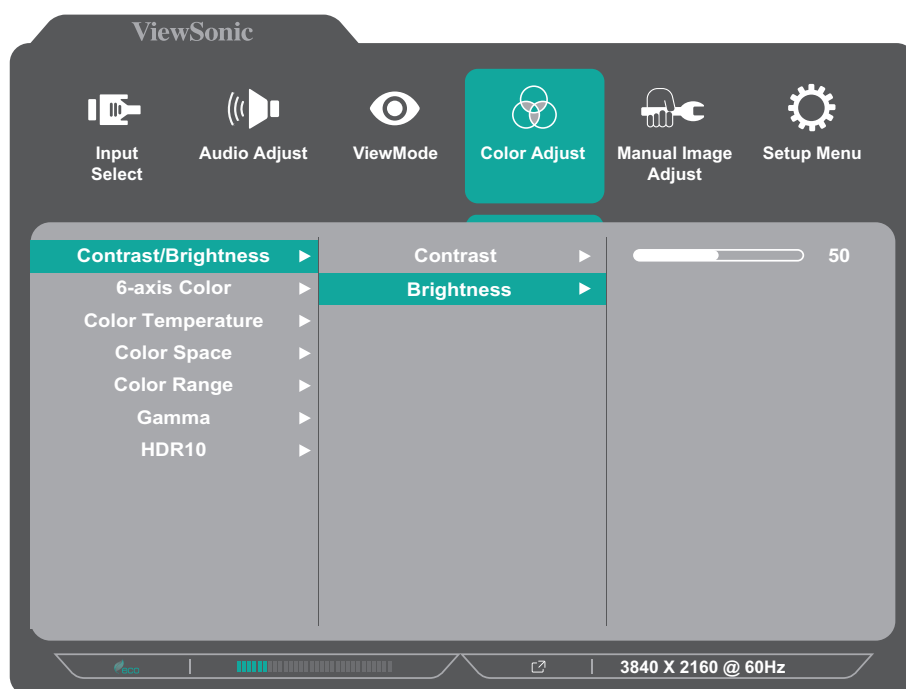 ViewSonic
Input
Select
Audio Adjust
ViewMode
Color Adjust
Manual Image
Adjust
Setup Menu
Contrast/Brightness
6-axis Color
Color Temperature
Color Space
Color Range
Gamma
HDR10
Contrast
Brightness
50
eco
3840 X 2160 @ 60Hz